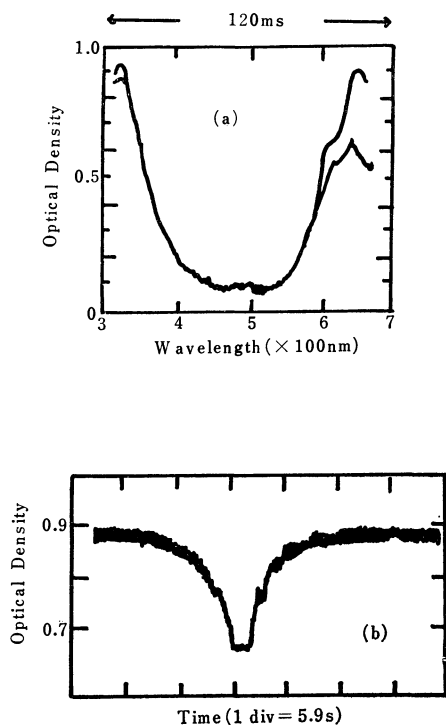 120ms
1.0
(a)
0.5
Optical Density
0
3 4 5 6 7
Wavelength(×100nm)
0.9
Optical Density
0.7
(b)
Time(1 div=5.9s)